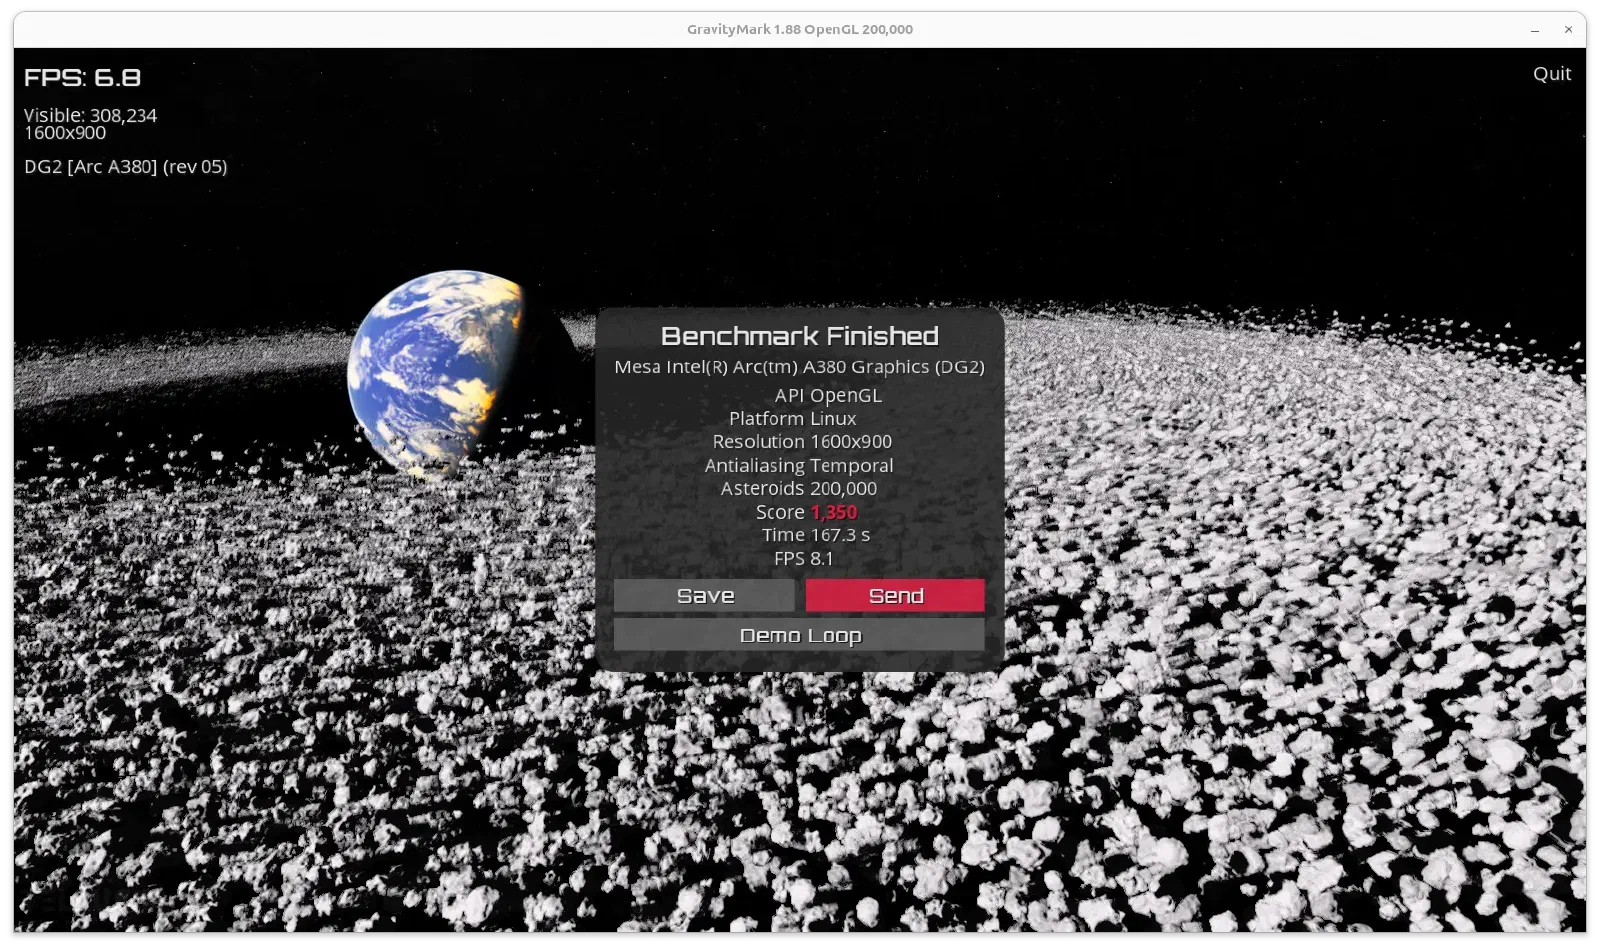 GravityMark 1.88 OpenGL 200,000
FPS: 6.8
Quit
Visible: 308,234
1600x900
DG2 [Arc A380] (rev 05)
Benchmark Finished
Mesa Intel(R) Arc(tm) A380 Graphics (DG2)
API OpenGL
Platform Linux
Resolution 1600x900
Antialiasing Temporal
Asteroids 200,000
Score 1,350
Time 167.3 s
FPS 8.1
Save
Send
Demo Loop